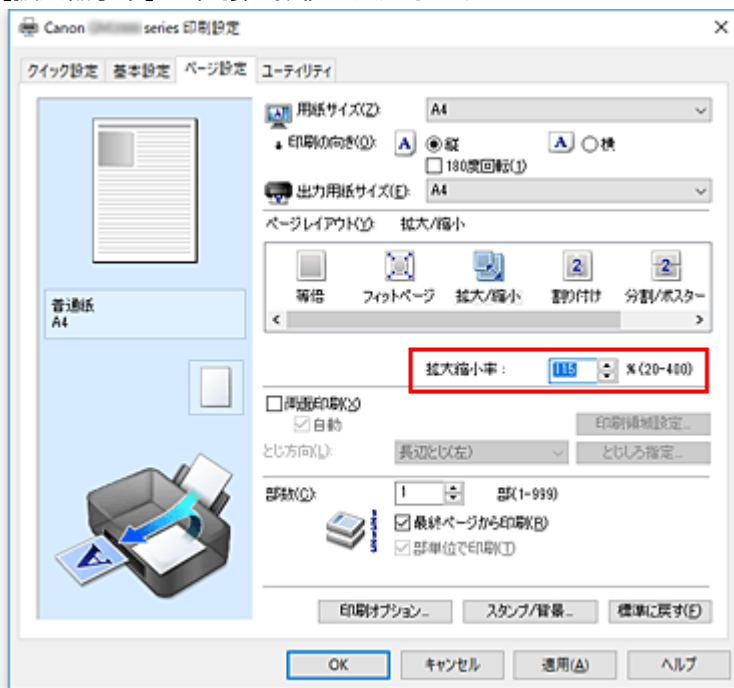 Canon series 印刷設定
クイック設定 基本設定 ページ設定 ユーティリティ
用紙サイズ(Z): A4
印刷の向き(O): A 縦 A 横
180度回転(1)
出力用紙サイズ(E): A4
ページレイアウト(Y): 拡大/縮小
等倍 フィットページ 拡大/縮小 割り付け 分割/ポスター
普通紙
A4
拡大縮小率: 115 % (20-400)
両面印刷(X)
自動
印刷領域設定...
とじ方向(L): 長辺とじ(左) とじしろ指定...
部数(C): 1 部(1-999)
最終ページから印刷(R)
部単位で印刷(T)
印刷オプション... スタンプ/背景... 標準に戻す(F)
OK キャンセル 適用(A) ヘルプ